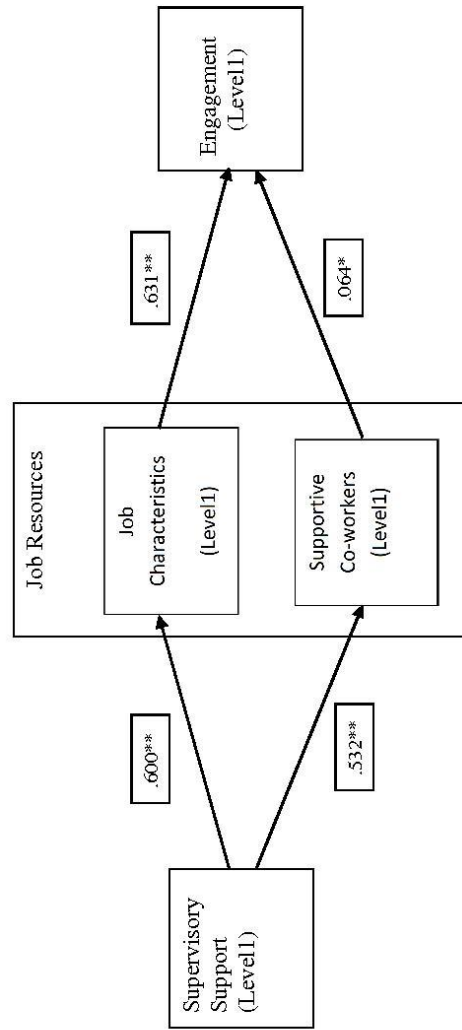 Supervisory
Support
(Level1)
.600**
.532**
Job Resources
Job
Characteristics
(Level1)
Supportive
Co-workers
(Level1)
.631**
.064*
Engagement
(Level1)